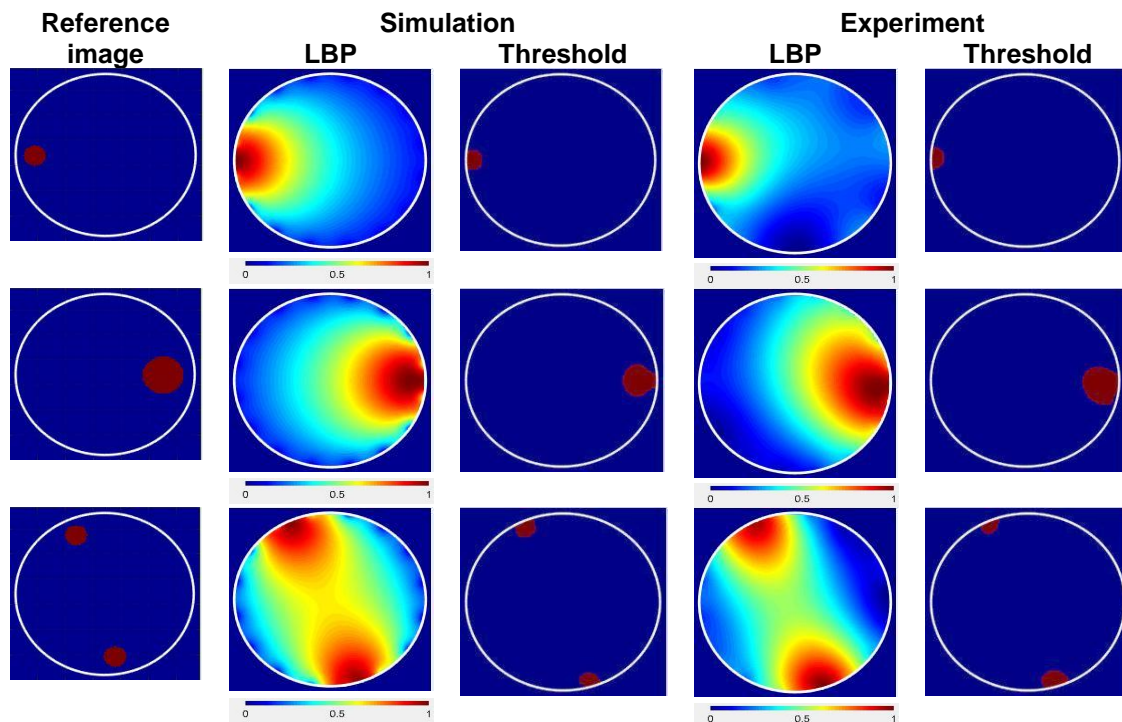 Reference image
Simulation
Experiment
LBP
Threshold
LBP
Threshold
0 0.5 1
0 0.5 1
0 0.5 1
0 0.5 1
0 0.5 1
0 0.5 1